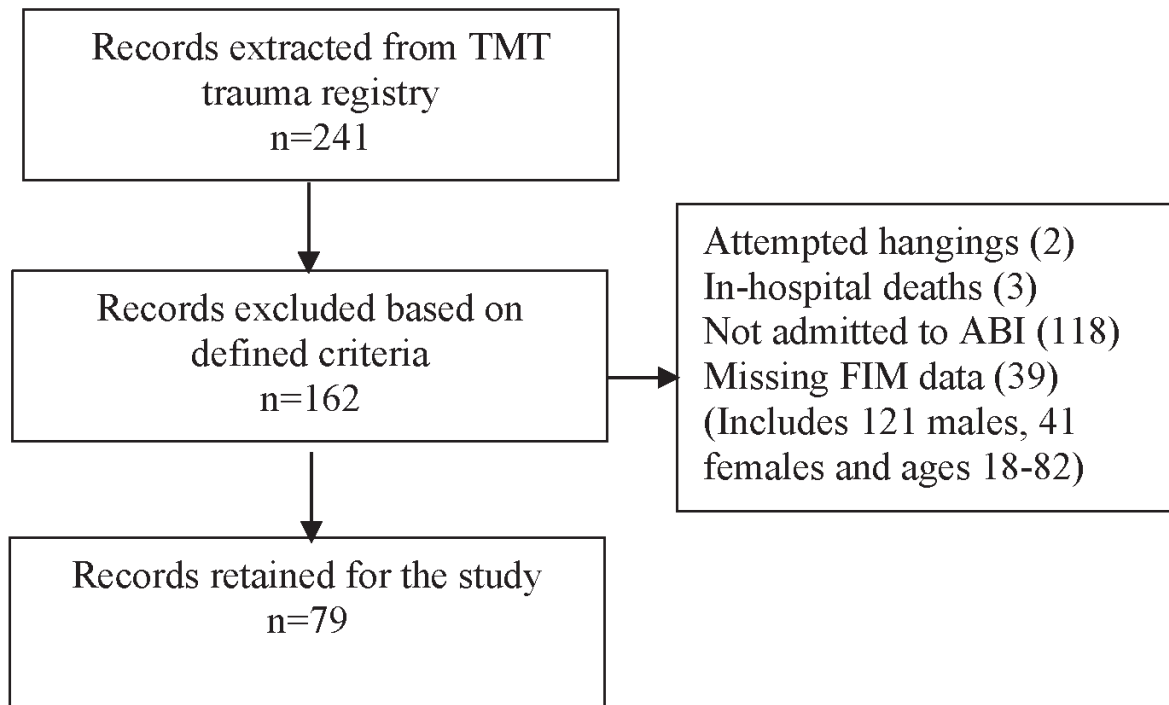 Records extracted from TMT
trauma registry
n=241
Records excluded based on
defined criteria
n=162
Attempted hangings (2)
In-hospital deaths (3)
Not admitted to ABI (118)
Missing FIM data (39)
(Includes 121 males, 41
females and ages 18-82)
Records retained for the study
n=79